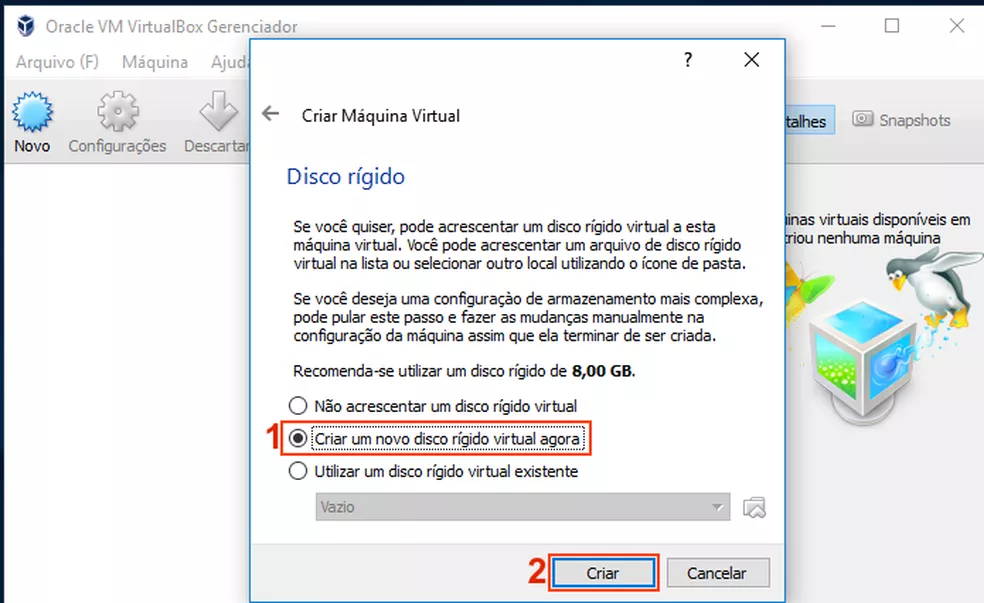 Oracle VM VirtualBox Gerenciador
Arquivo (F) Máquina Ajuda
?
Criar Máquina Virtual
Novo Configurações Descartar
talhes Snapshots
Disco rígido
Se você quiser, pode acrescentar um disco rígido virtual a esta
máquina virtual. Você pode acrescentar um arquivo de disco rígido
virtual na lista ou selecionar outro local utilizando o ícone de pasta.
Se você deseja uma configuraçào de armazenamento mais complexa,
pode pular este passo e fazer as mudanças manualmente na
configuração da máquina assim que ela terminar de ser criada.
Recomenda-se utilizar um disco rígido de 8,00 GB.
Não acrescentar um disco rígido virtual
1 Criar um novo disco rígido virtual agora
Utilizar um disco rígido virtual existente
Vazio
2 Criar Cancelar
inas virtuais disponíveis em
criou nenhuma máquina